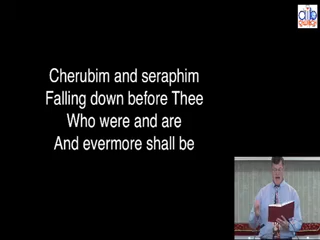 Cherubim and seraphim
Falling down before Thee
Who were and are
And evermore shall be